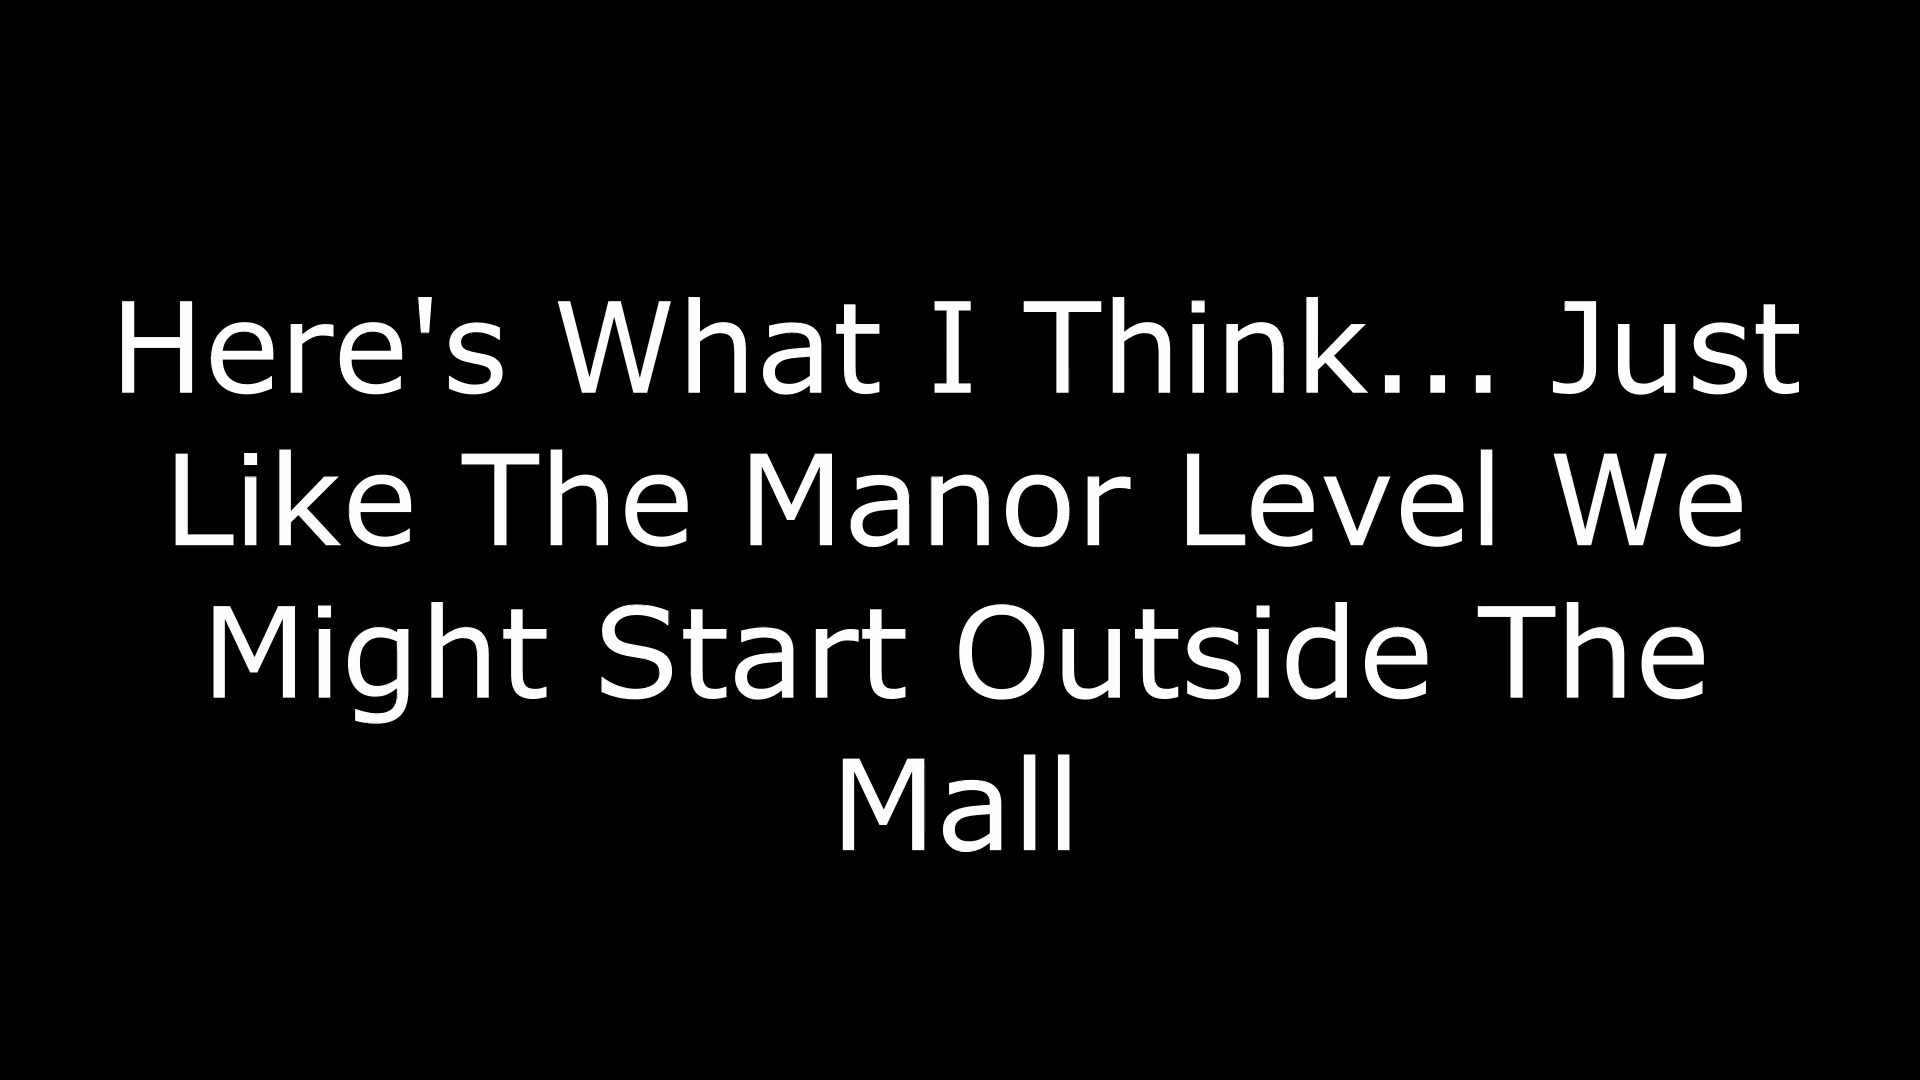 Here's What I Think... Just
Like The Manor Level We
Might Start Outside The
Mall